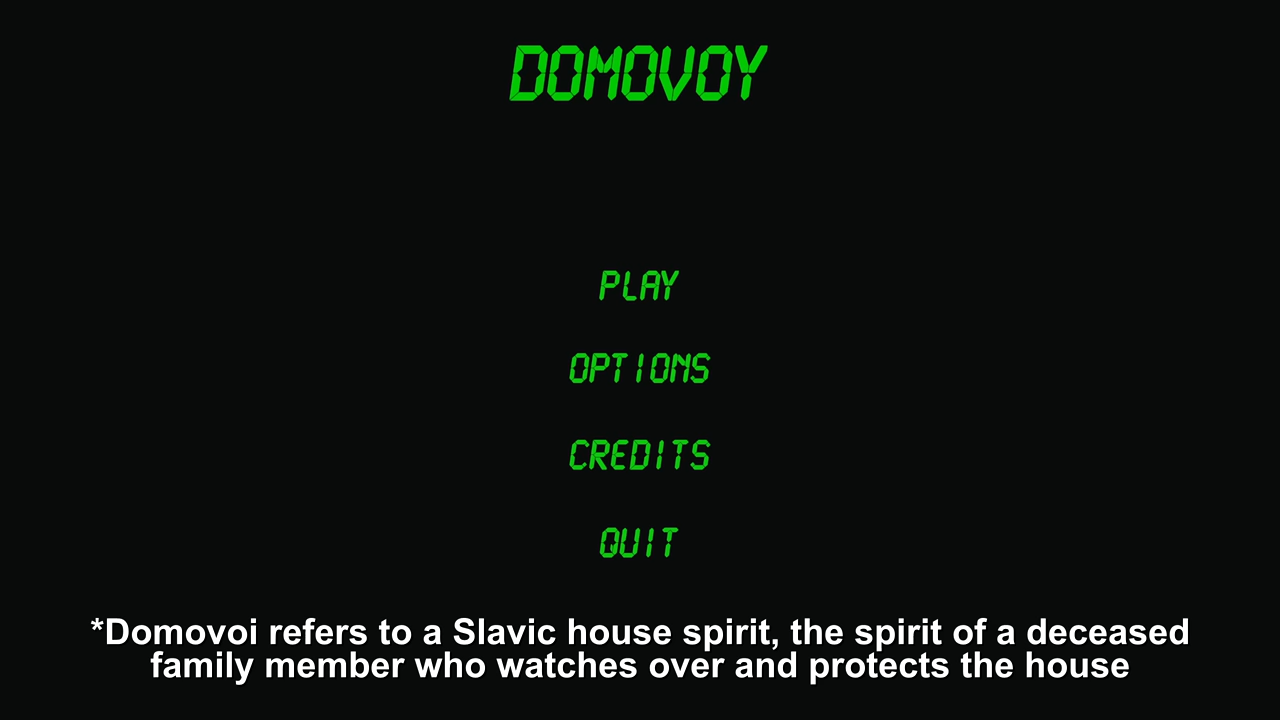 DOMOVOY
PLAY
OPTIONS
CREDITS
QUIT
*Domovoi refers to a Slavic house spirit, the spirit of a deceased
family member who watches over and protects the house